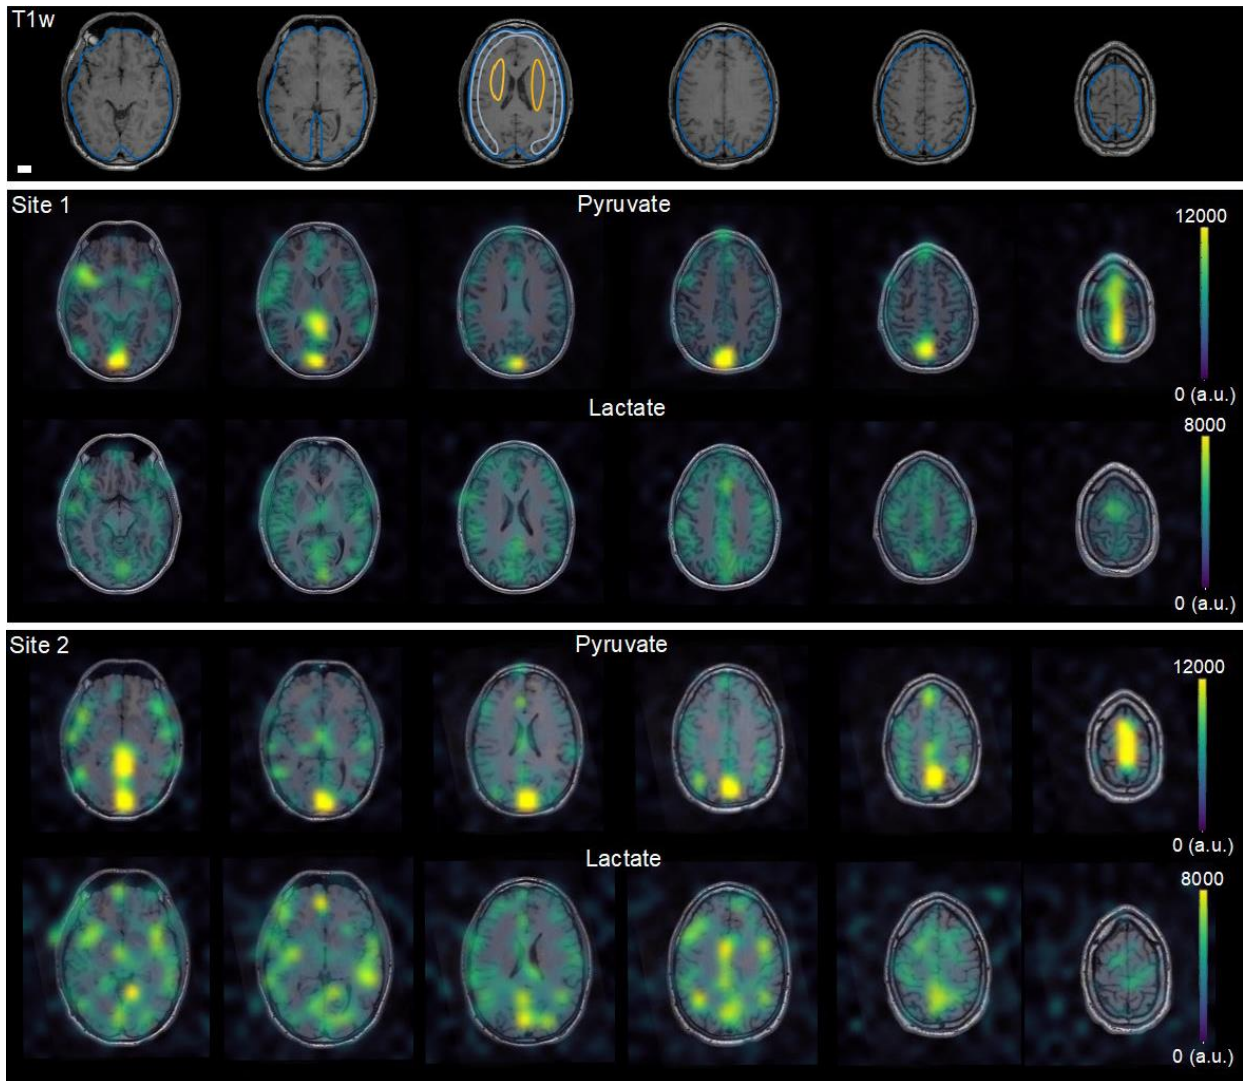 T1w
Site 1
Pyruvate
12000
0 (a.u.)
Lactate
8000
0 (a.u.)
Site 2
Pyruvate
12000
0 (a.u.)
Lactate
8000
0 (a.u.)